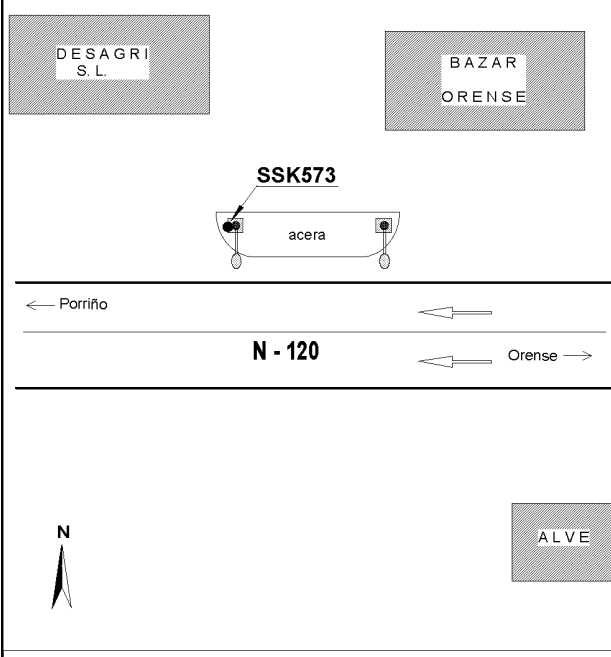 DESAGRI
S. L.
BAZAR
ORENSE
SSK573
acera
Porriño
N - 120
Orense
ALVE
N